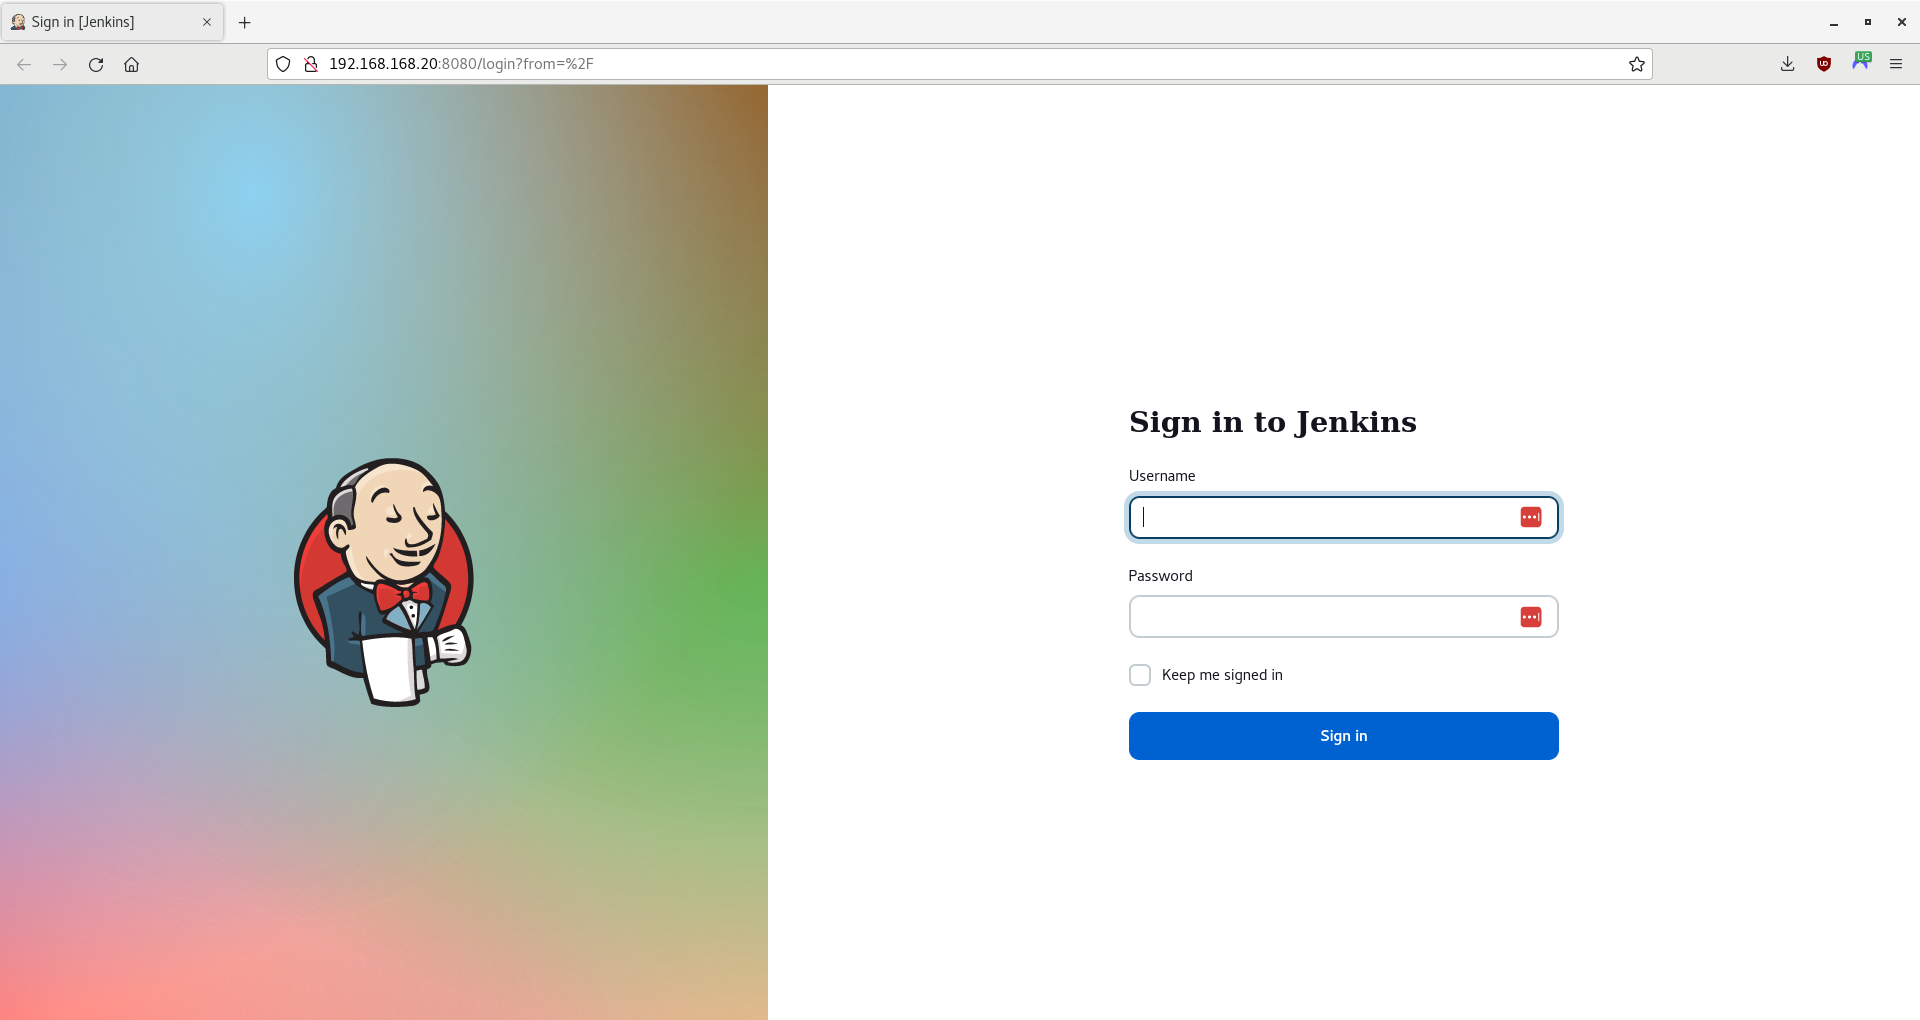 Sign in [Jenkins]
192.168.168.20:8080/login?from=%2F
US
Sign in to Jenkins
Username
Password
Keep me signed in
Sign in